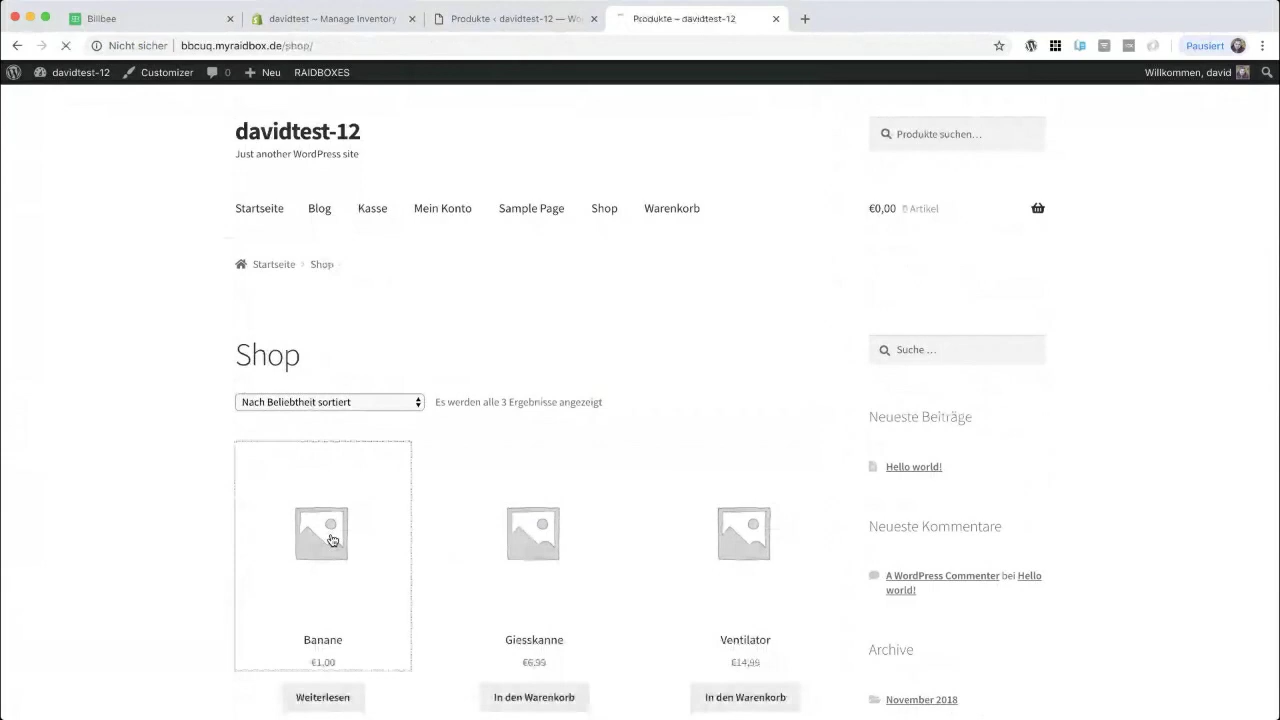 Bilbee
davidtest ~ Manage Inventory
Produkte ‹ davidtest-12 — Wo
Produkte – davidtest-12
Nicht sicher
bbcuq.myraidbox.de/shop/
Pausiert
davidtest-12
Customizer
0
Neu
RAIDBOXES
Willkommen, david
davidtest-12
Just another WordPress site
Produkte suchen…
Startseite
Blog
Kasse
Mein Konto
Sample Page
Shop
Warenkorb
€0,00
0 Artikel
Startseite
Shop
Shop
Nach Beliebtheit sortiert
Es werden alle 3 Ergebnisse angezeigt
Suche …
Neueste Beiträge
Hello world!
Neueste Kommentare
A WordPress Commenter bei Hello
world!
Archive
November 2018
Banane
€1,00
Weiterlesen
Giesskanne
€6,99
In den Warenkorb
Ventilator
€14,99
In den Warenkorb